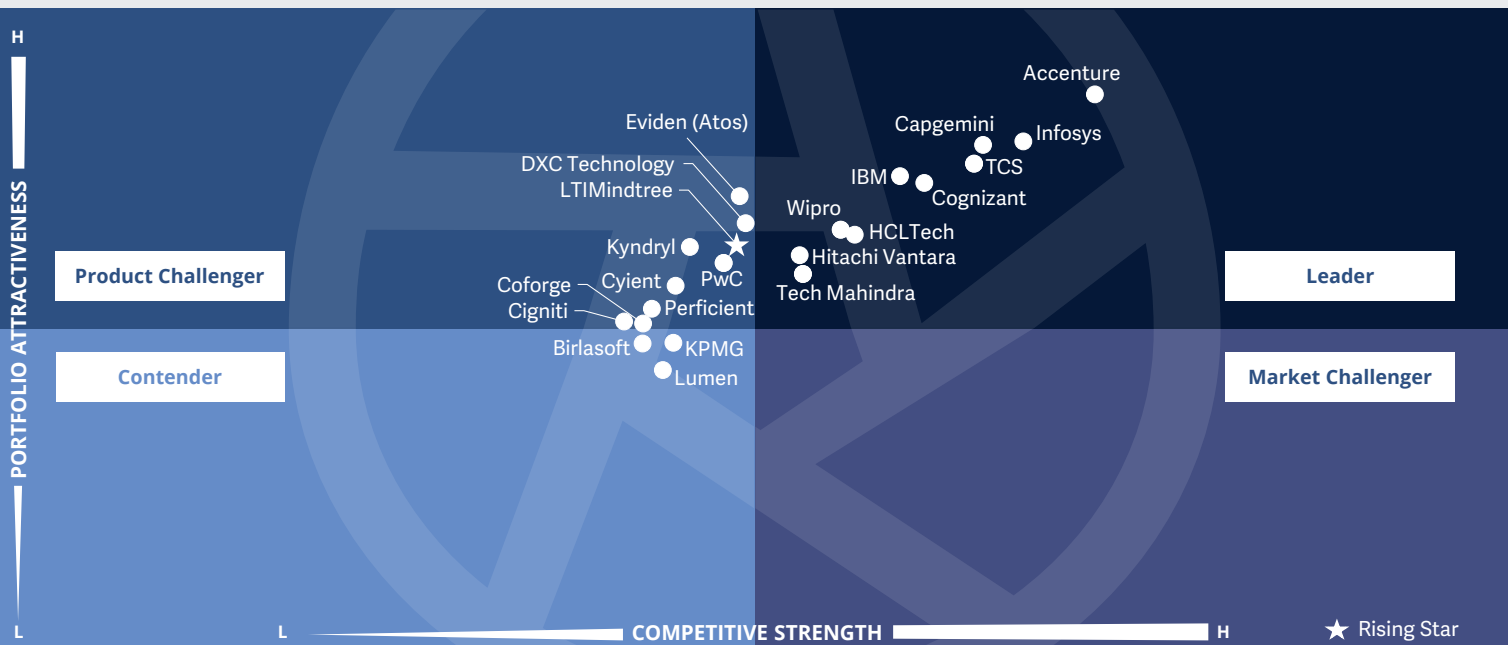 H
Accenture
Eviden (Atos)
Capgemini
Infosys
DXC Technology
TCS
IBM
LTIMindtree
Cognizant
Wipro
HCLTech
Kyndryl
Hitachi Vantara
Product Challenger
Leader
PwC
Cyient
Coforge
Tech Mahindra
Perficient
Cigniti
Birlasoft
KPMG
Contender
Lumen
Market Challenger
PORTFOLIO ATTRACTIVENESS
L
L
COMPETITIVE STRENGTH
H
Rising Star